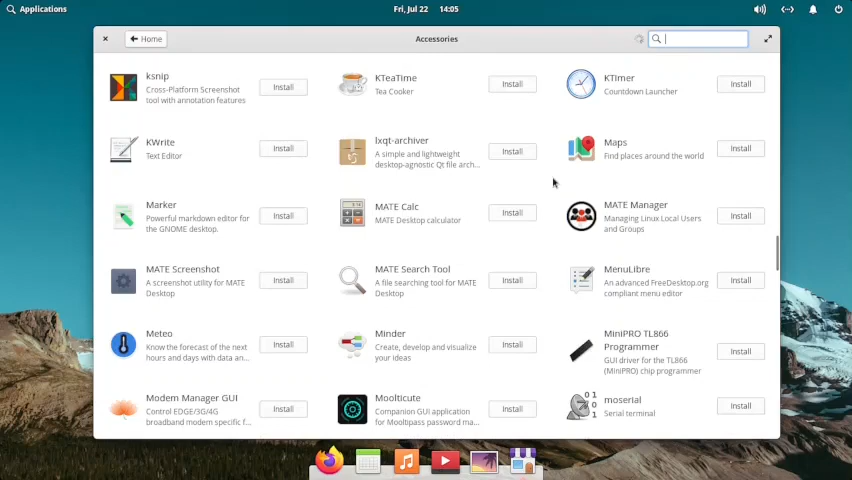 Applications
Fri, Jul 22 14:05
Home
Accessories
ksnip
Cross-Platform Screenshot
tool with annotation features
Install
KTeaTime
Tea Cooker
Install
KTimer
Countdown Launcher
Install
KWrite
Text Editor
Install
lxqt-archiver
A simple and lightweight
desktop-agnostic Qt file arch...
Install
Maps
Find places around the world
Install
Marker
Powerful markdown editor for
the GNOME desktop.
Install
MATE Calc
MATE Desktop calculator
Install
MATE Manager
Managing Linux Local Users
and Groups
Install
MATE Screenshot
A screenshot utility for MATE
Desktop
Install
MATE Search Tool
A file searching tool for MATE
Desktop
Install
MenuLibre
An advanced FreeDesktop.org
compliant menu editor
Install
Meteo
Know the forecast of the next
hours and days with data an...
Install
Minder
Create, develop and visualize
your ideas
Install
MiniPRO TL866
Programmer
GUI driver for the TL866
(MiniPRO) chip programmer
Install
Modem Manager GUI
Control EDGE/3G/4G
broadband modem specific f...
Install
Moolticute
Companion GUI application
for Mooltipass password ma...
Install
moserial
Serial terminal
Install